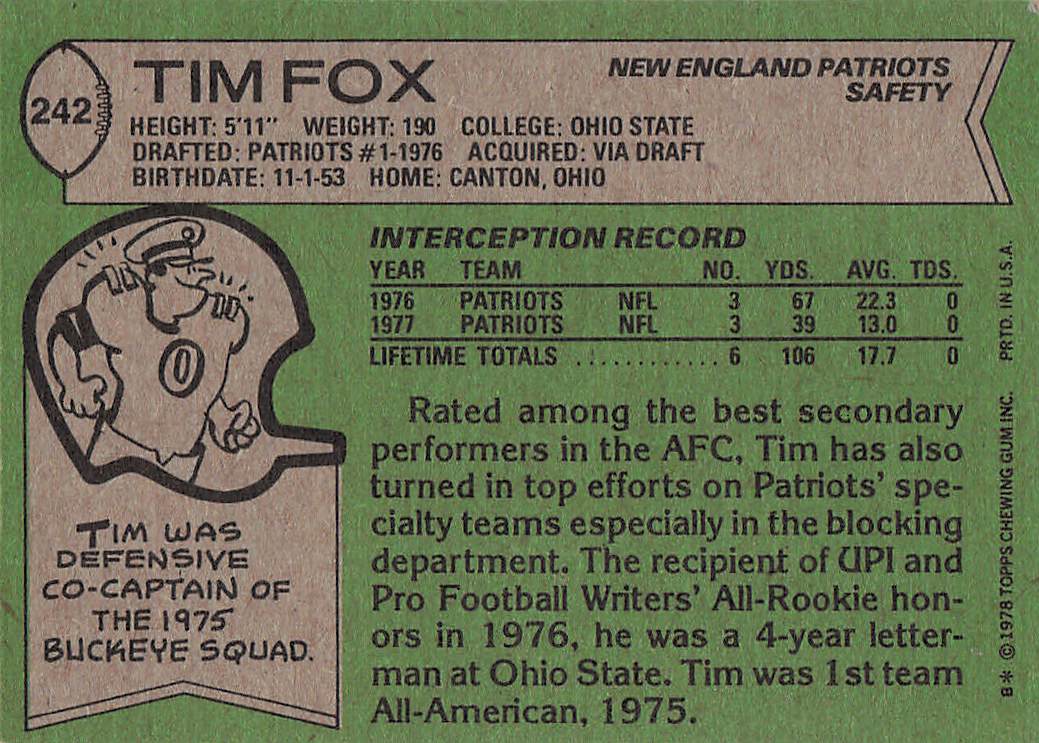 242
TIM FOX
NEW ENGLAND PATRIOTS
SAFETY
HEIGHT: 5'11" WEIGHT: 190 COLLEGE: OHIO STATE
DRAFTED: PATRIOTS #1-1976 ACQUIRED: VIA DRAFT
BIRTHDATE: 11-1-53 HOME: CANTON, OHIO
INTERCEPTION RECORD
YEAR TEAM NO. YDS. AVG. TDS.
1976 PATRIOTS NFL 3 67 22.3 0
1977 PATRIOTS NFL 3 39 13.0 0
LIFETIME TOTALS ............ 6 106 17.7 0
0
TIM WAS
DEFENSIVE
CO-CAPTAIN OF
THE 1975
BUCKEYE SQUAD.
Rated among the best secondary
performers in the AFC, Tim has also
turned in top efforts on Patriots' spe-
cialty teams especially in the blocking
department. The recipient of UPI and
Pro Football Writers' All-Rookie hon-
ors in 1976, he was a 4-year letter-
man at Ohio State. Tim was 1st team
All-American, 1975.
B* ©1978 TOPPS CHEWING GUM INC. PRTD. IN U.S.A.